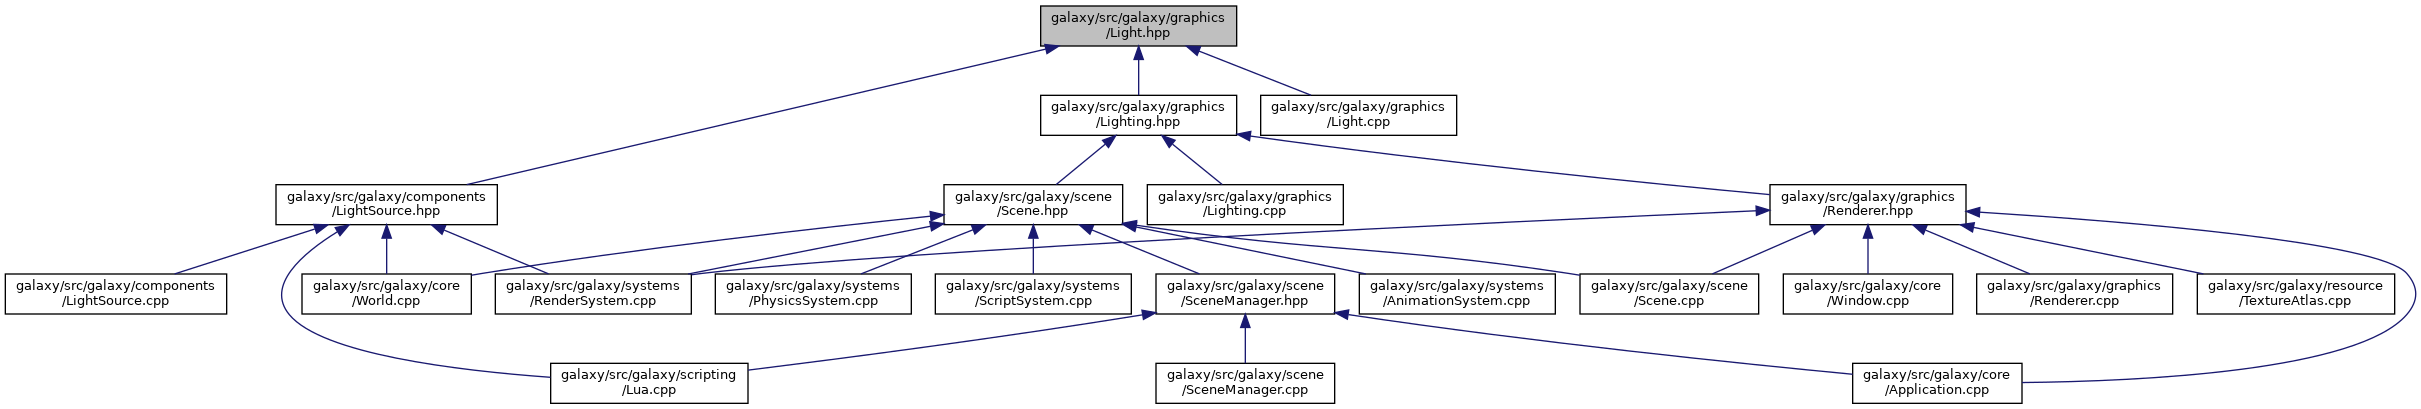 galaxy/src/galaxy/graphics
/Light.hpp
galaxy/src/galaxy/graphics
/Lighting.hpp
galaxy/src/galaxy/graphics
/Light.cpp
galaxy/src/galaxy/components
/LightSource.hpp
galaxy/src/galaxy/scene
/Scene.hpp
galaxy/src/galaxy/graphics
/Lighting.cpp
galaxy/src/galaxy/graphics
/Renderer.hpp
galaxy/src/galaxy/components
/LightSource.cpp
galaxy/src/galaxy/core
/World.cpp
galaxy/src/galaxy/systems
/RenderSystem.cpp
galaxy/src/galaxy/systems
/PhysicsSystem.cpp
galaxy/src/galaxy/systems
/ScriptSystem.cpp
galaxy/src/galaxy/scene
/SceneManager.hpp
galaxy/src/galaxy/systems
/AnimationSystem.cpp
galaxy/src/galaxy/scene
/Scene.cpp
galaxy/src/galaxy/core
/Window.cpp
galaxy/src/galaxy/graphics
/Renderer.cpp
galaxy/src/galaxy/resource
/TextureAtlas.cpp
galaxy/src/galaxy/scripting
/Lua.cpp
galaxy/src/galaxy/scene
/SceneManager.cpp
galaxy/src/galaxy/core
/Application.cpp